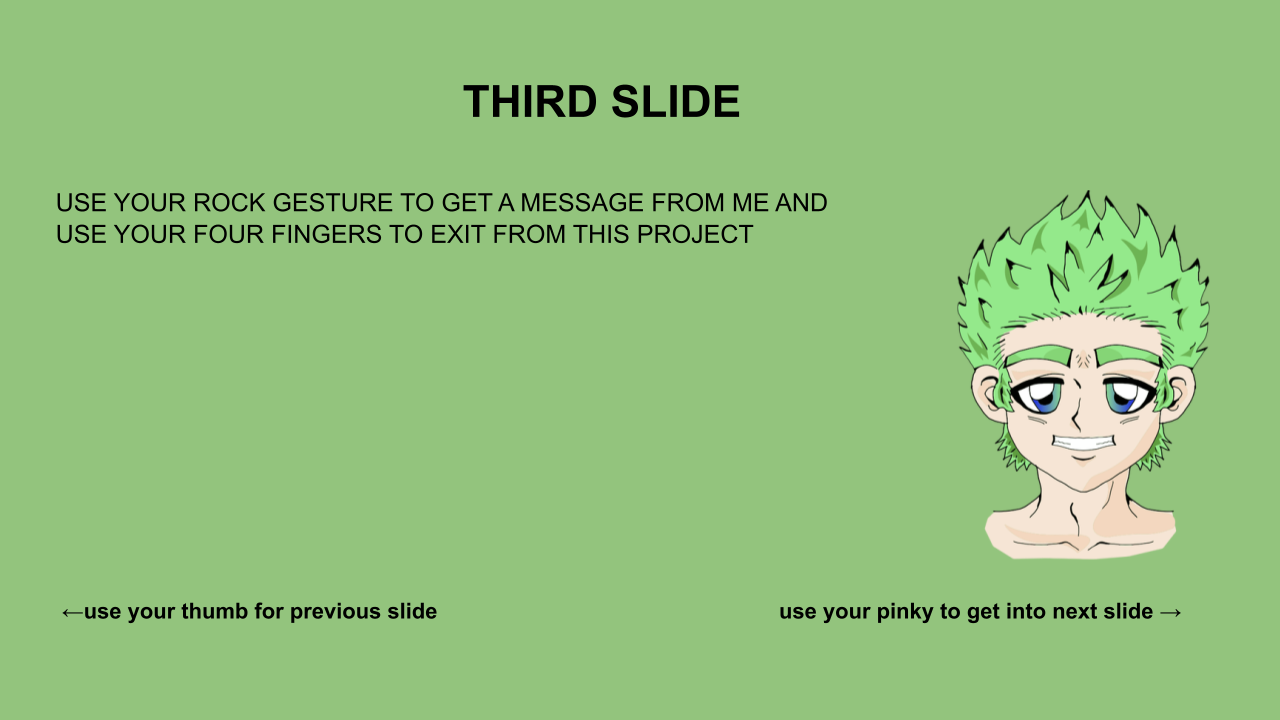 THIRD SLIDE
USE YOUR ROCK GESTURE TO GET A MESSAGE FROM ME AND
USE YOUR FOUR FINGERS TO EXIT FROM THIS PROJECT
←use your thumb for previous slide
use your pinky to get into next slide →